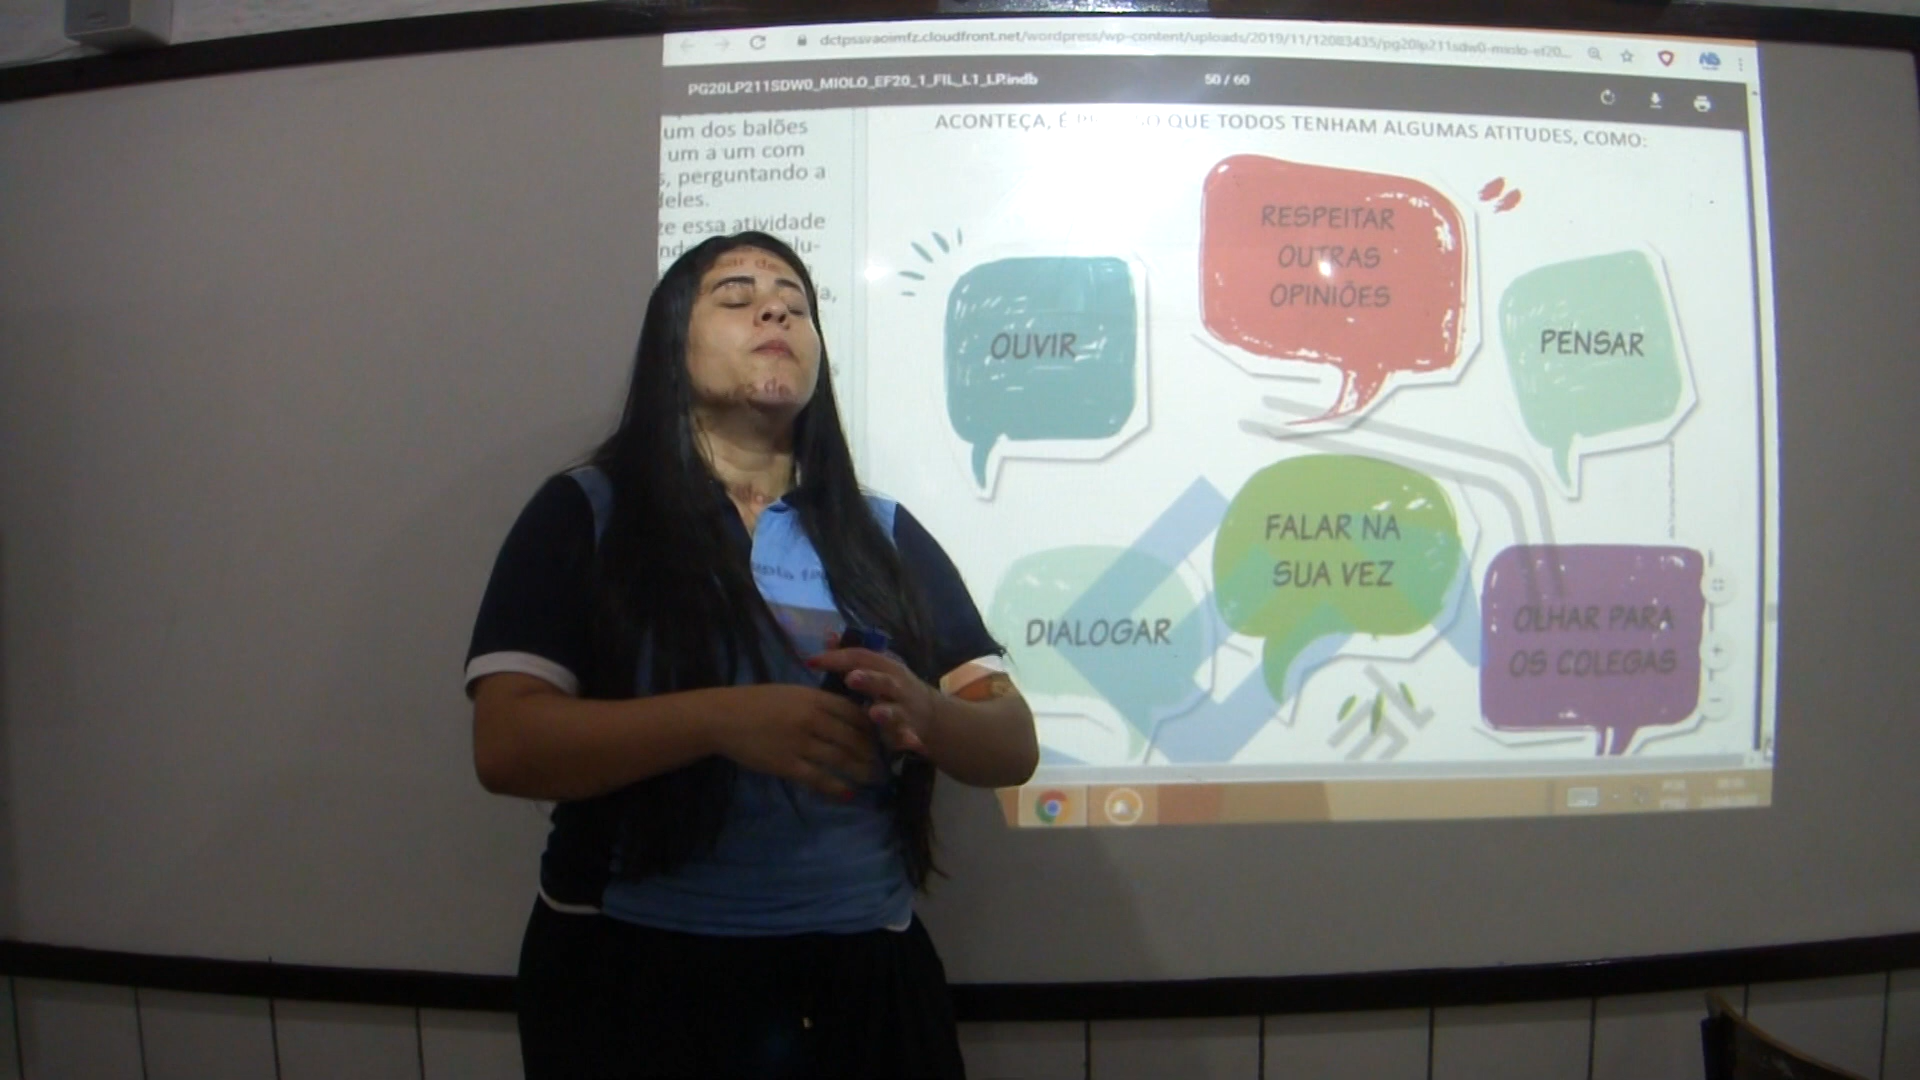 dctpssvaoimfz.cloudfront.net/wordpress/wp-content/uploads/2019/11/12083435/pg20lp211sdw0-miolo-ef20...
PG20LP211SDW0_MIOLO_EF20_1_FIL_L1_LP.indb
50 / 60
um dos balões
um a um com
s, perguntando a
deles.
ze essa atividade
ACONTEÇA, É QUE TODOS TENHAM ALGUMAS ATITUDES, COMO:
RESPEITAR
OUTRAS
OPINIÕES
OUVIR
PENSAR
FALAR NA
SUA VEZ
DIALOGAR
OLHAR PARA
OS COLEGAS